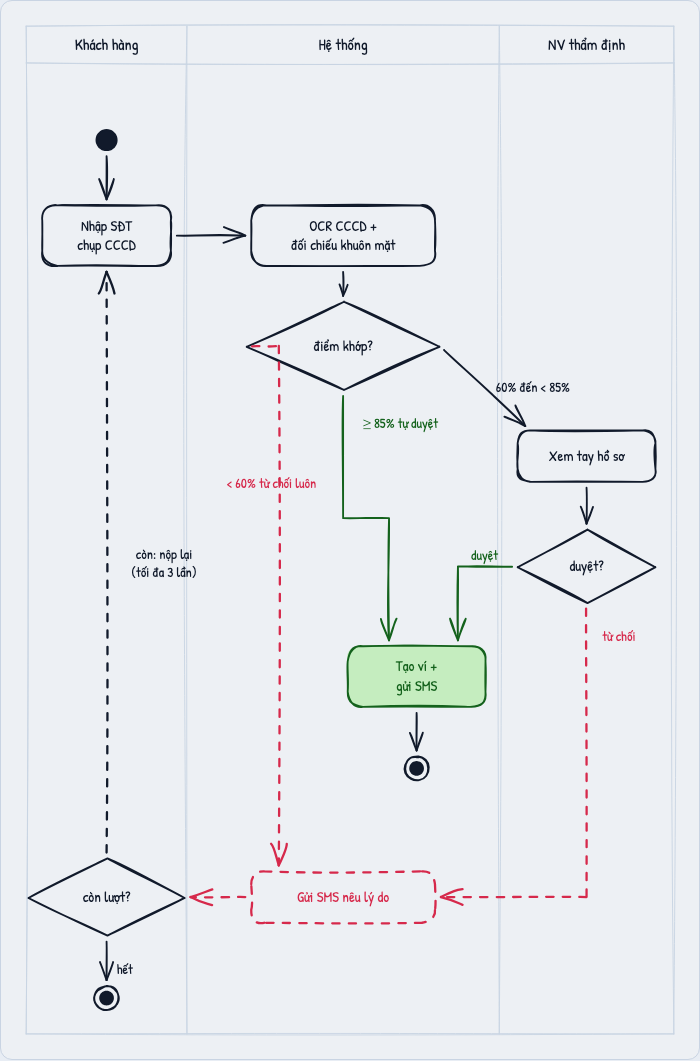 Khách hàng
Hệ thống
NV thẩm định
Nhập SĐT
chụp CCCD
OCR CCCD +
đối chiếu khuôn mặt
điểm khớp?
60% đến < 85%
≥ 85% tự duyệt
Xem tay hồ sơ
< 60% từ chối luôn
còn: nộp lại
(tối đa 3 lần)
duyệt
duyệt?
từ chối
Tạo ví +
gửi SMS
còn lượt?
Gửi SMS nêu lý do
hết